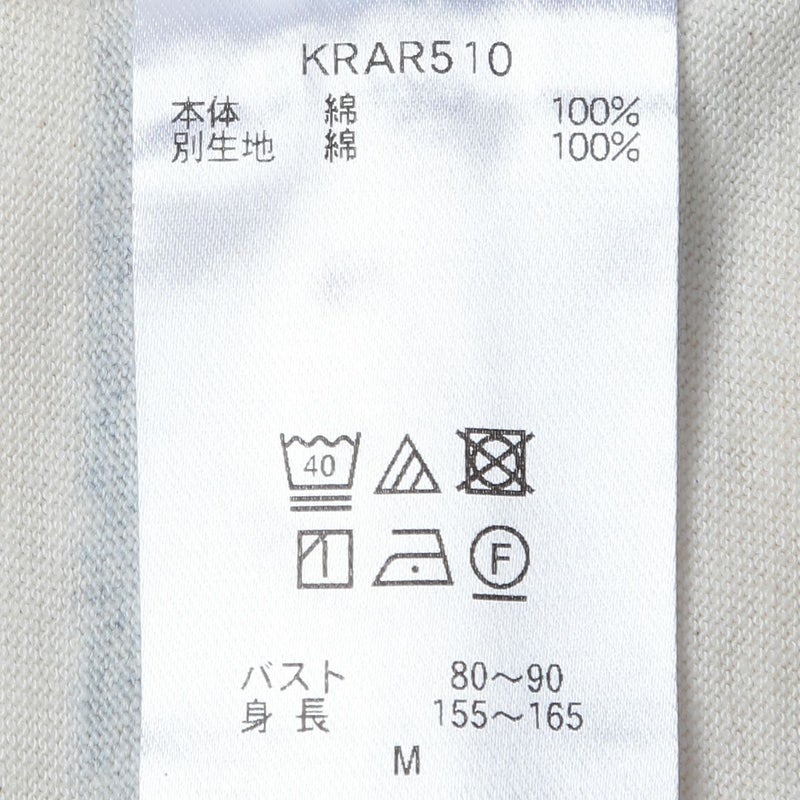 KRAR510
本体 綿 100%
別生地 綿 100%
40
F
バスト 80～90
身長 155～165
M